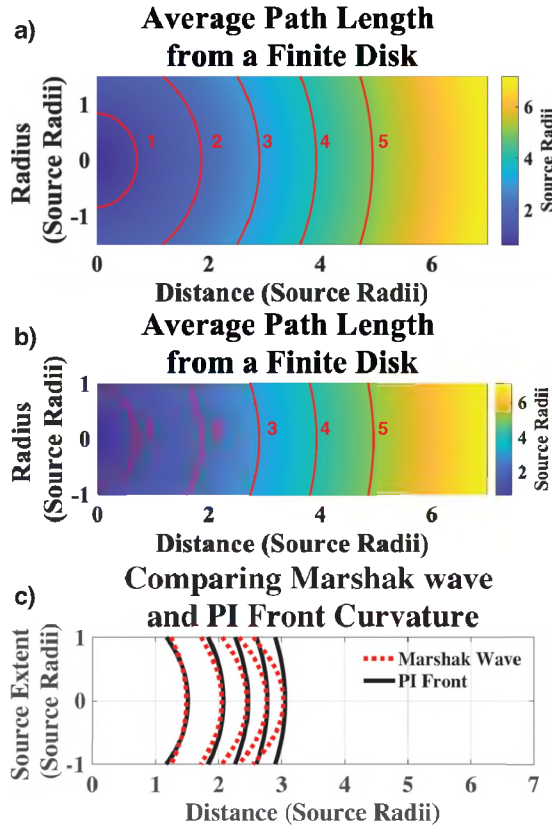 a)
Average Path Length
from a Finite Disk
Radius
(Source Radii)
1
0
-1
1
2
3
4
5
0
2
4
6
Distance (Source Radii)
6
4
2
Source Radii
b)
Average Path Length
from a Finite Disk
Radius
(Source Radii)
1
0
-1
3
4
5
0
2
4
6
Distance (Source Radii)
6
4
2
Source Radii
c)
Comparing Marshak wave
and PI Front Curvature
Source Extent
(Source Radii)
1
0
-1
Marshak Wave
PI Front
0
1
2
3
4
5
6
7
Distance (Source Radii)